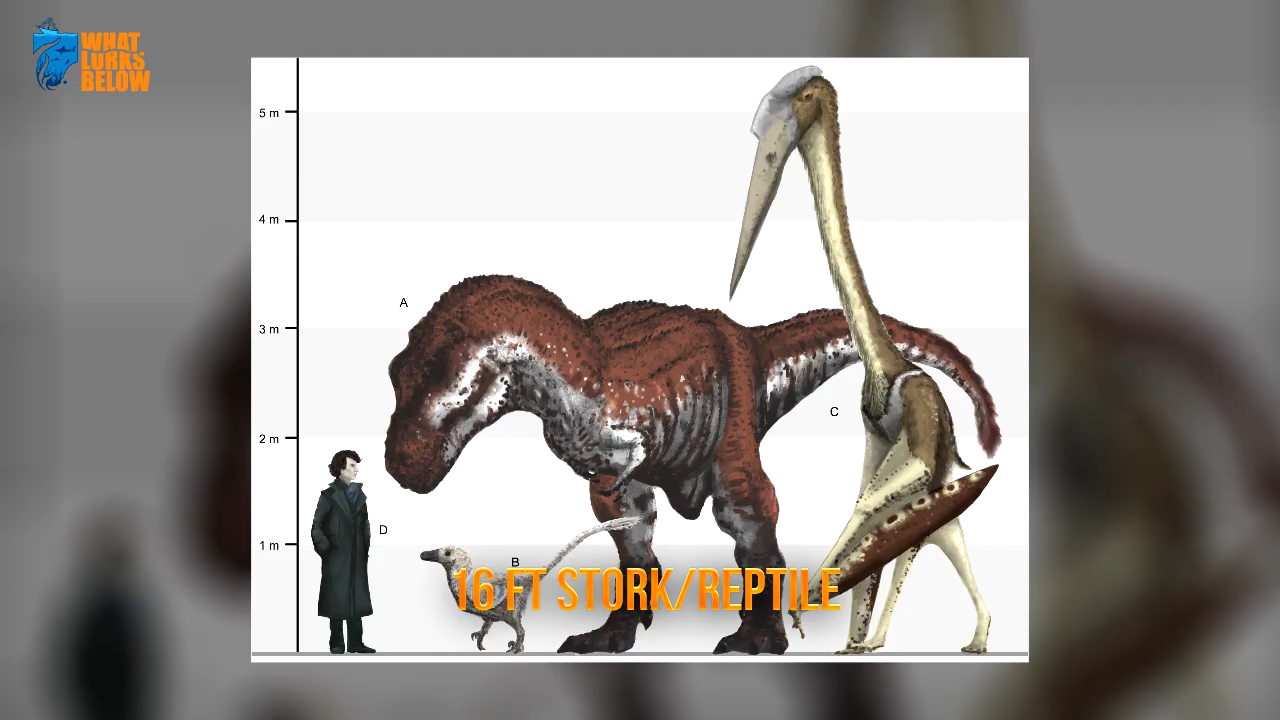 WHAT
LURKS
BELOW
5 m
4 m
A
3 m
C
2 m
D
1 m
B
16 FT STORK/REPTILE